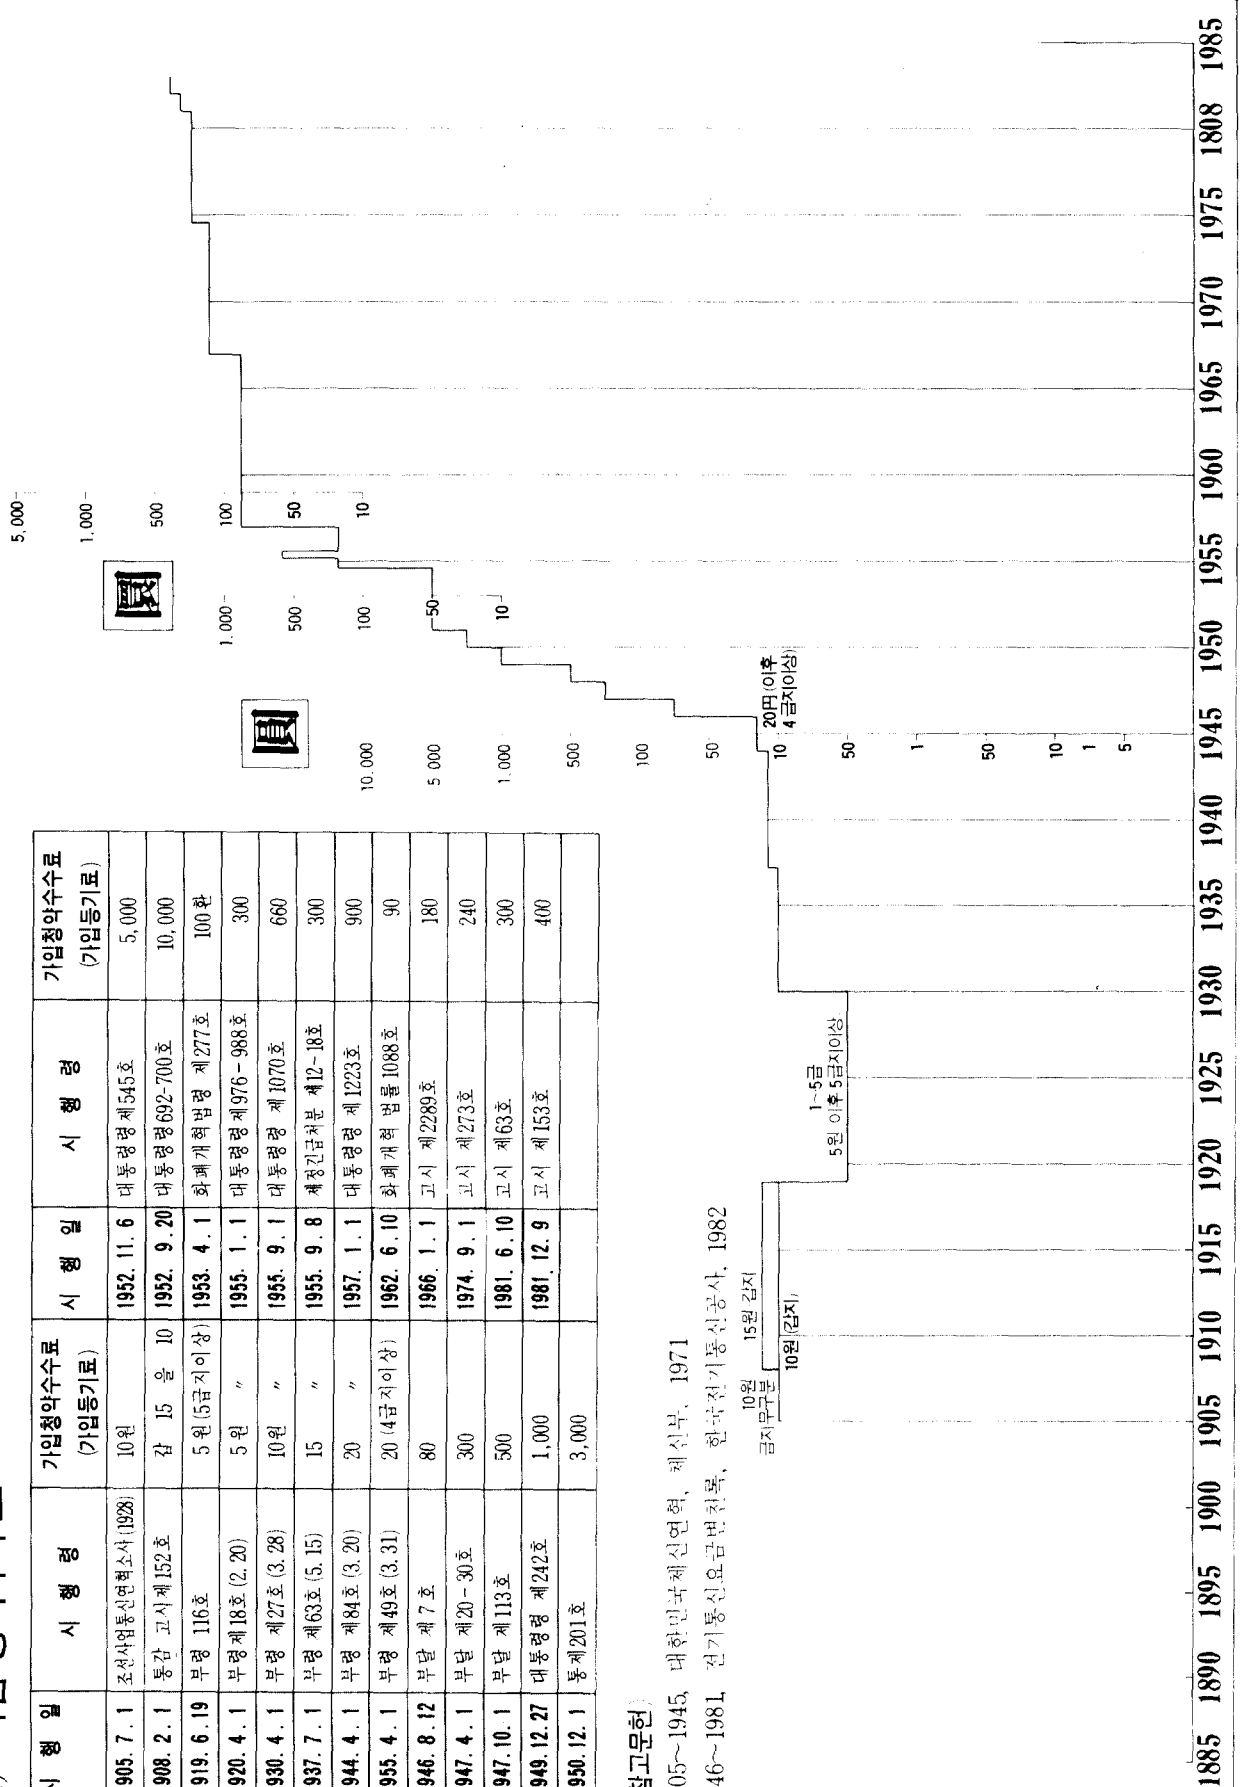 시 행 일 | 시 행 령 | 가입청약수수료 (가입등기료) | 시 행 일 | 시 행 령 | 가입청약수수료 (가입등기료)
905. 7. 1 | 조선사업통신연혁소사(1928) | 10원 | 1952. 11. 6 | 대통령령제545호 | 5,000
908. 2. 1 | 통감 고시제152호 | 갑 15 을 10 | 1952. 9. 20 | 대통령령692-700호 | 10,000
919. 6. 19 | 부령 116호 | 5원(5급지이상) | 1953. 4. 1 | 화폐개혁법령 제277호 | 100환
920. 4. 1 | 부령제18호(2. 20) | 5원 〃 | 1955. 1. 1 | 대통령령제976-988호 | 300
930. 4. 1 | 부령 제27호(3. 28) | 10원 〃 | 1955. 9. 1 | 대통령령 제1070호 | 660
937. 7. 1 | 부령 제63호(5. 15) | 15 〃 | 1955. 9. 8 | 재정긴급처분 제12-18호 | 300
944. 4. 1 | 부령 제84호(3. 20) | 20 〃 | 1957. 1. 1 | 대통령령 제1223호 | 900
955. 4. 1 | 부령 제49호(3. 31) | 20 (4급지이상) | 1962. 6. 10 | 화폐개혁 법률1088호 | 90
946. 8. 12 | 부달 제7호 | 80 | 1966. 1. 1 | 고시 제2289호 | 180
947. 4. 1 | 부달 제20-30호 | 300 | 1974. 9. 1 | 고시 제273호 | 240
947. 10. 1 | 부달 제113호 | 500 | 1981. 6. 10 | 고시 제63호 | 300
949. 12. 27 | 대통령령 제242호 | 1,000 | 1981. 12. 9 | 고시 제153호 | 400
950. 12. 1 | 통제201호 | 3,000
참고문헌)
05~1945, 대한민국체신연혁, 체신부, 1971
46~1981, 전기통신요금변천록, 한국전기통신공사, 1982
5,000
1.000
500
100
50
10
1.000
500
100
50
10
10.000
5 000
1.000
500
100
50
10
50
1
50
10
1
5
20円(이후
4 급지이상)
1~5급
5원 이후 5급지이상
15원 갑지
10원 (갑지)
10원
급지무구분
1885 1890 1895 1900 1905 1910 1915 1920 1925 1930 1935 1940 1945 1950 1955 1960 1965 1970 1975 1808 1985